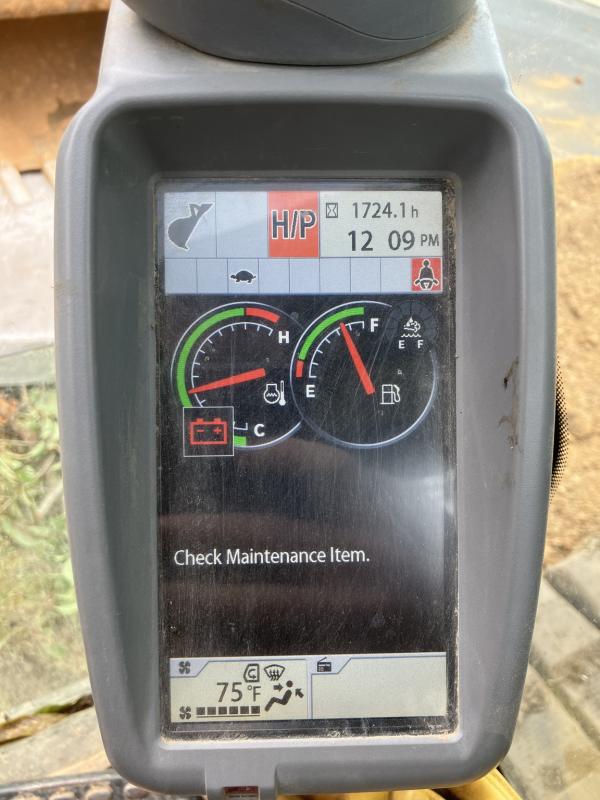 H/P
1724.1 h
12 09 PM
H
F
E F
E
C
Check Maintenance Item.
75°F